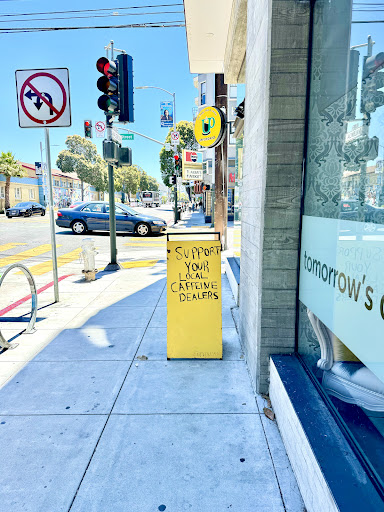 SUPPORT
YOUR
LOCAL
CAFFEINE
DEALERS
tomorrow's